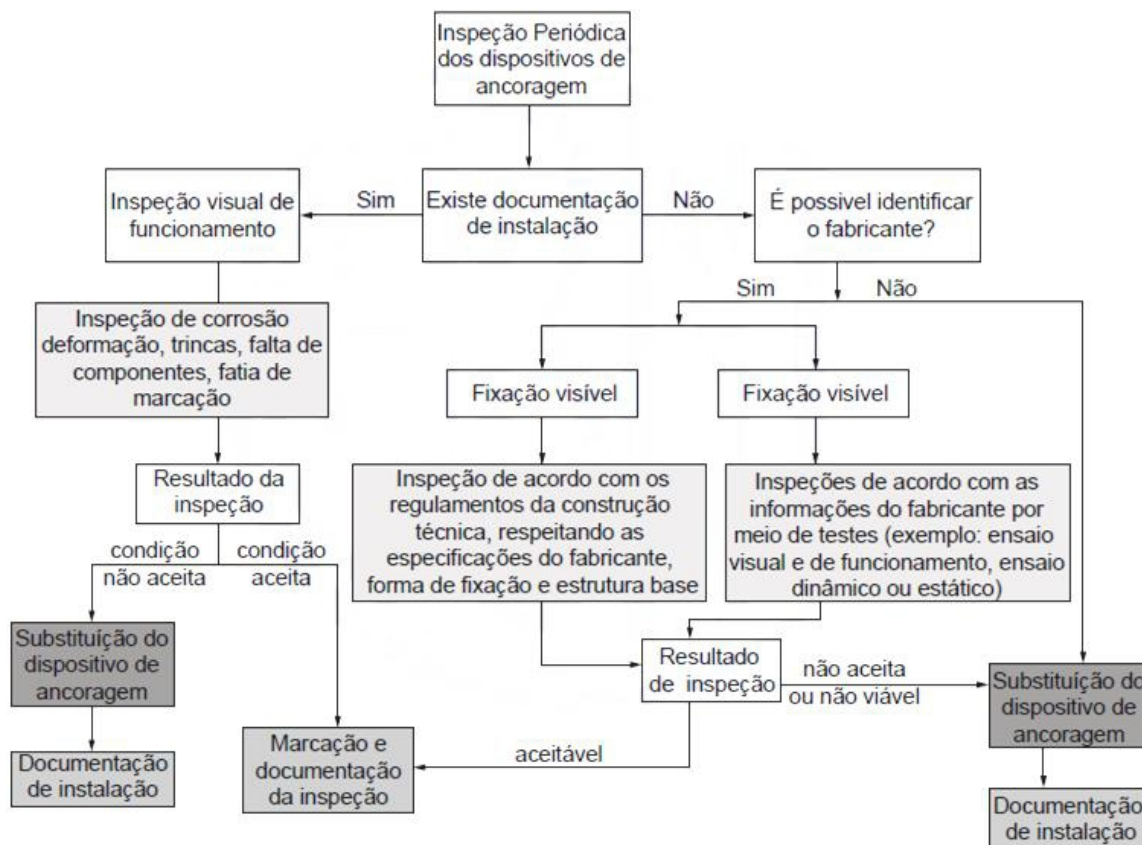 Inspeção Periódica
dos dispositivos de
ancoragem
Inspeção visual de
funcionamento
Sim
Existe documentação
de instalação
Não
É possivel identificar
o fabricante?
Sim
Não
Inspeção de corrosão
deformação, trincas, falta de
componentes, fatia de
marcação
Fixação visível
Fixação visível
Resultado da
inspeção
Inspeção de acordo com os
regulamentos da construção
técnica, respeitando as
especificações do fabricante,
forma de fixação e estrutura base
Inspeções de acordo com as
informações do fabricante por
meio de testes (exemplo: ensaio
visual e de funcionamento, ensaio
dinâmico ou estático)
condição
não aceita
condição
aceita
Substituíção do
dispositivo de
ancoragem
Resultado
de inspeção
não aceita
ou não viável
Substituíção do
dispositivo de
ancoragem
Documentação
de instalação
Marcação e
documentação
da inspeção
aceitável
Documentação
de instalação